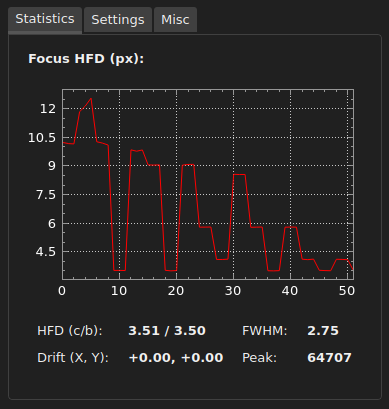 Statistics Settings Misc
Focus HFD (px):
12
10.5
9
7.5
6
4.5
0 10 20 30 40 50
HFD (c/b): 3.51 / 3.50 FWHM: 2.75
Drift (X, Y): +0.00, +0.00 Peak: 64707